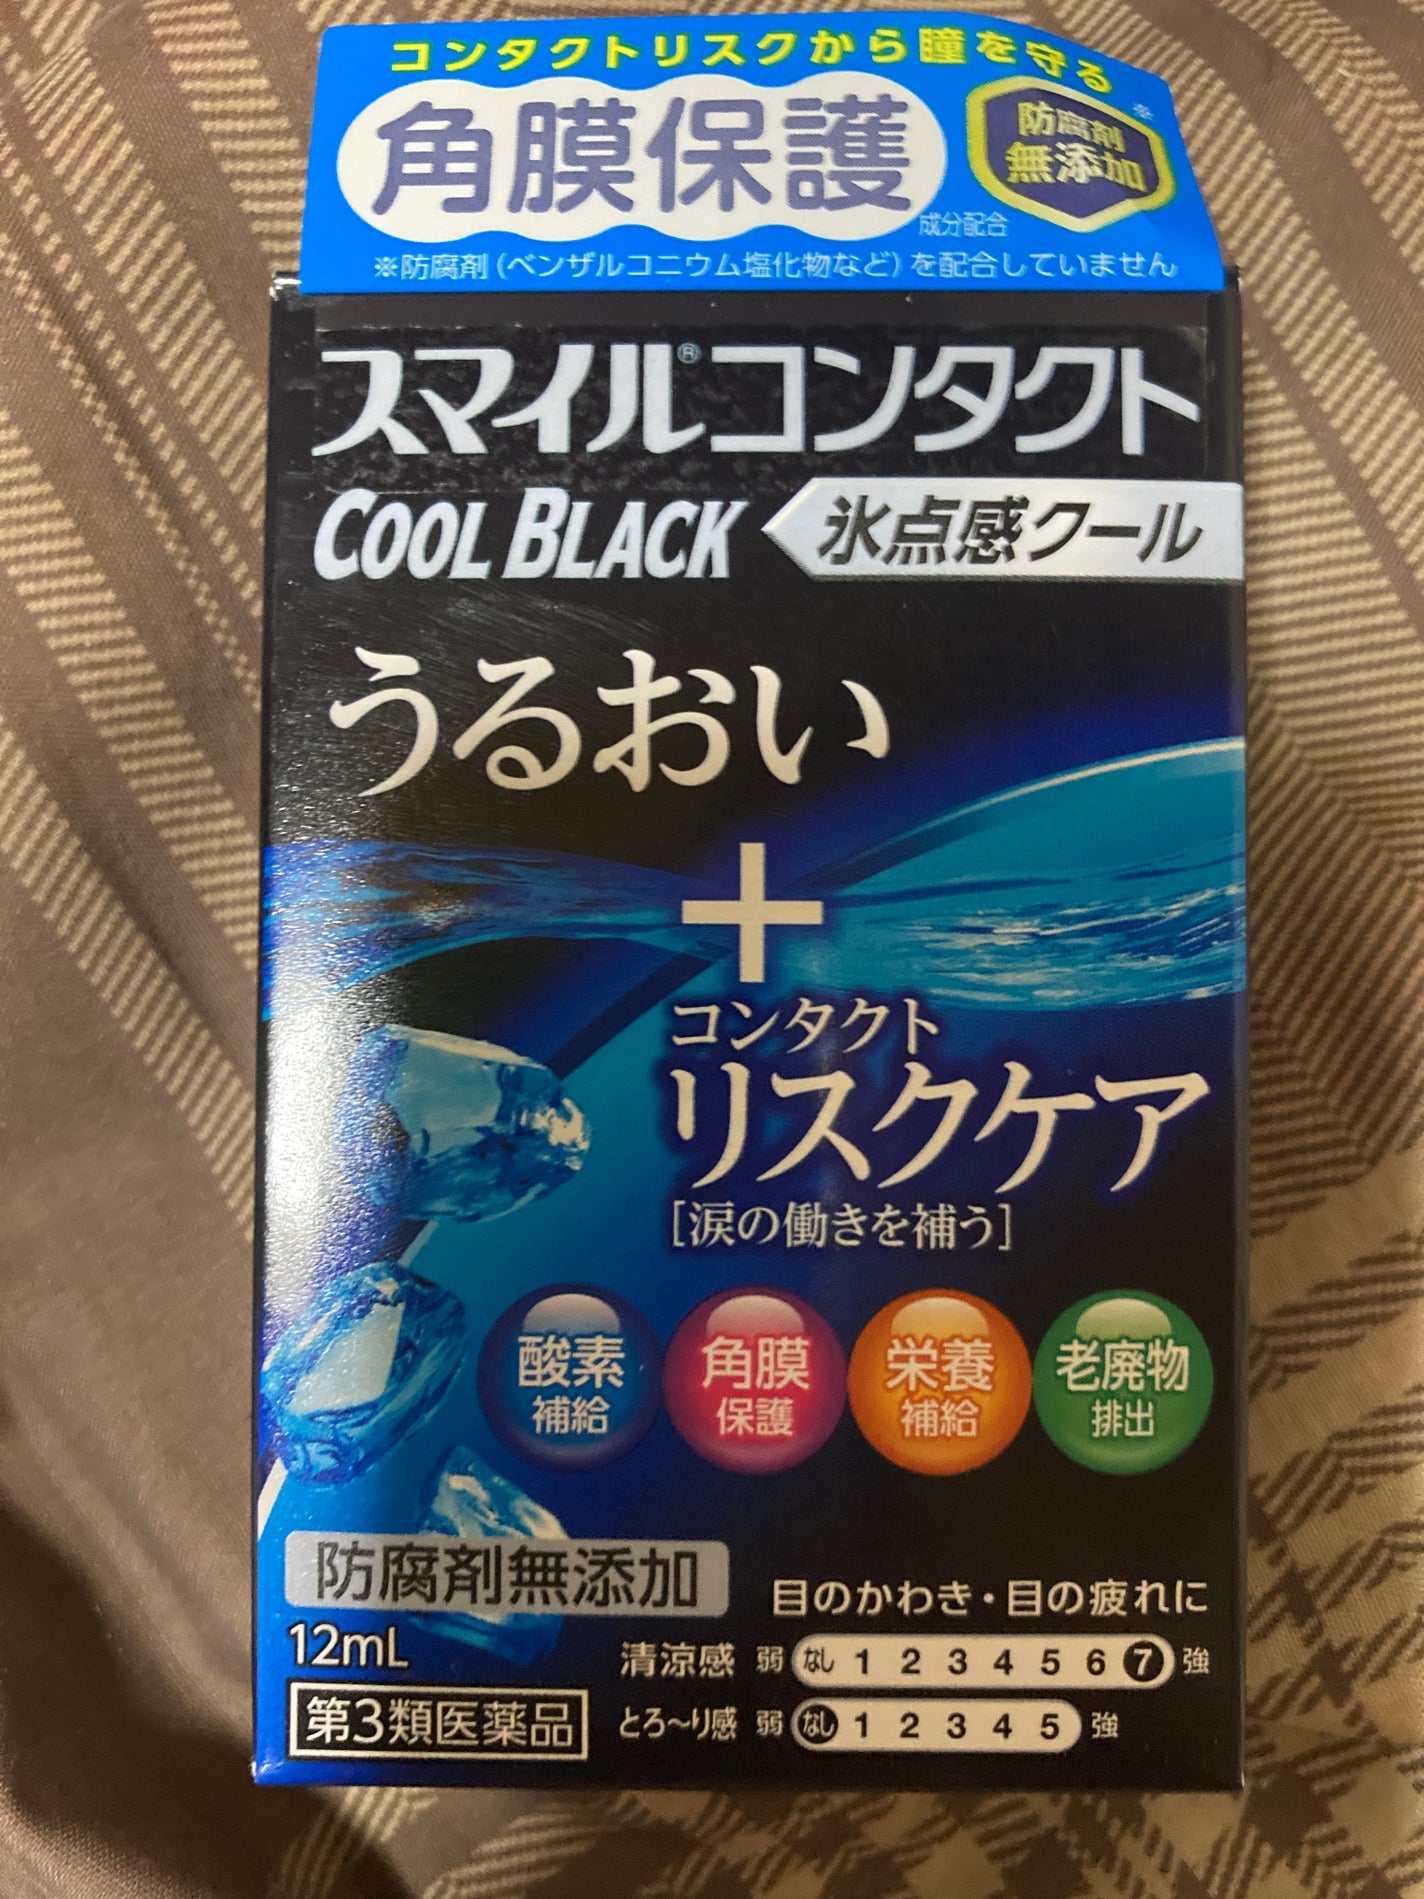 コンタクトリスクから瞳を守る
角膜保護
成分配合
防腐剤
無添加
※
※防腐剤(ベンザルコニウム塩化物など)を配合していません
スマイル®コンタクト
COOL BLACK 氷点感クール
うるおい
+
コンタクト
リスクケア
[涙の働きを補う]
酸素
補給
角膜
保護
栄養
補給
老廃物
排出
防腐剤無添加
目のかわき・目の疲れに
12mL
清涼感 弱 なし 1 2 3 4 5 6 7 強
第3類医薬品
とろ~り感 弱 なし 1 2 3 4 5 強